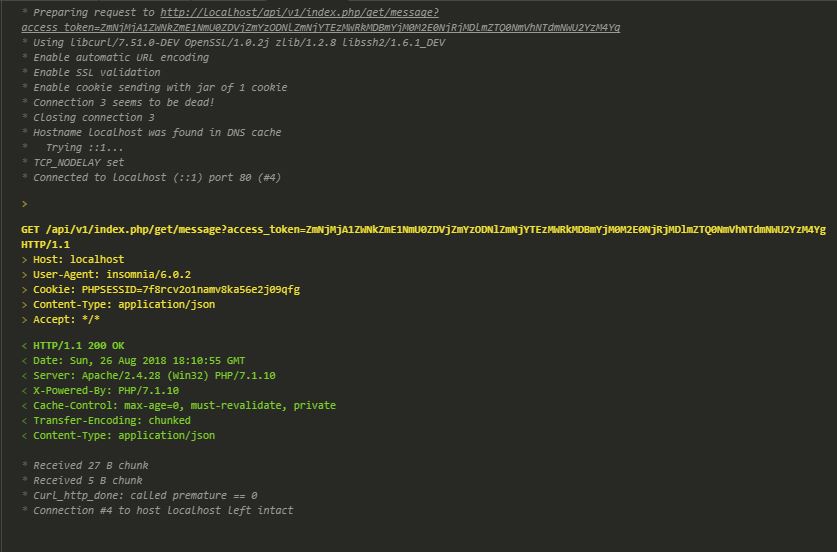 * Preparing request to http://localhost/api/v1/index.php/get/message?
access_token=ZmNjMjA1ZWNkZmE1NmU0ZDVjZmYzODNlZmNjYTEzMWRkMDBmYjM0M2E0NjRjMDlmZTQ0NmVhNTdmNWU2YzM4Yg
* Using libcurl/7.51.0-DEV OpenSSL/1.0.2j zlib/1.2.8 libssh2/1.6.1_DEV
* Enable automatic URL encoding
* Enable SSL validation
* Enable cookie sending with jar of 1 cookie
* Connection 3 seems to be dead!
* Closing connection 3
* Hostname localhost was found in DNS cache
*   Trying ::1...
* TCP_NODELAY set
* Connected to localhost (::1) port 80 (#4)
>
GET /api/v1/index.php/get/message?access_token=ZmNjMjA1ZWNkZmE1NmU0ZDVjZmYzODNlZmNjYTEzMWRkMDBmYjM0M2E0NjRjMDlmZTQ0NmVhNTdmNWU2YzM4Yg
HTTP/1.1
> Host: localhost
> User-Agent: insomnia/6.0.2
> Cookie: PHPSESSID=7f8rcv2o1namv8ka56e2j09qfg
> Content-Type: application/json
> Accept: */*
< HTTP/1.1 200 OK
< Date: Sun, 26 Aug 2018 18:10:55 GMT
< Server: Apache/2.4.28 (Win32) PHP/7.1.10
< X-Powered-By: PHP/7.1.10
< Cache-Control: max-age=0, must-revalidate, private
< Transfer-Encoding: chunked
< Content-Type: application/json
* Received 27 B chunk
* Received 5 B chunk
* Curl_http_done: called premature == 0
* Connection #4 to host localhost left intact